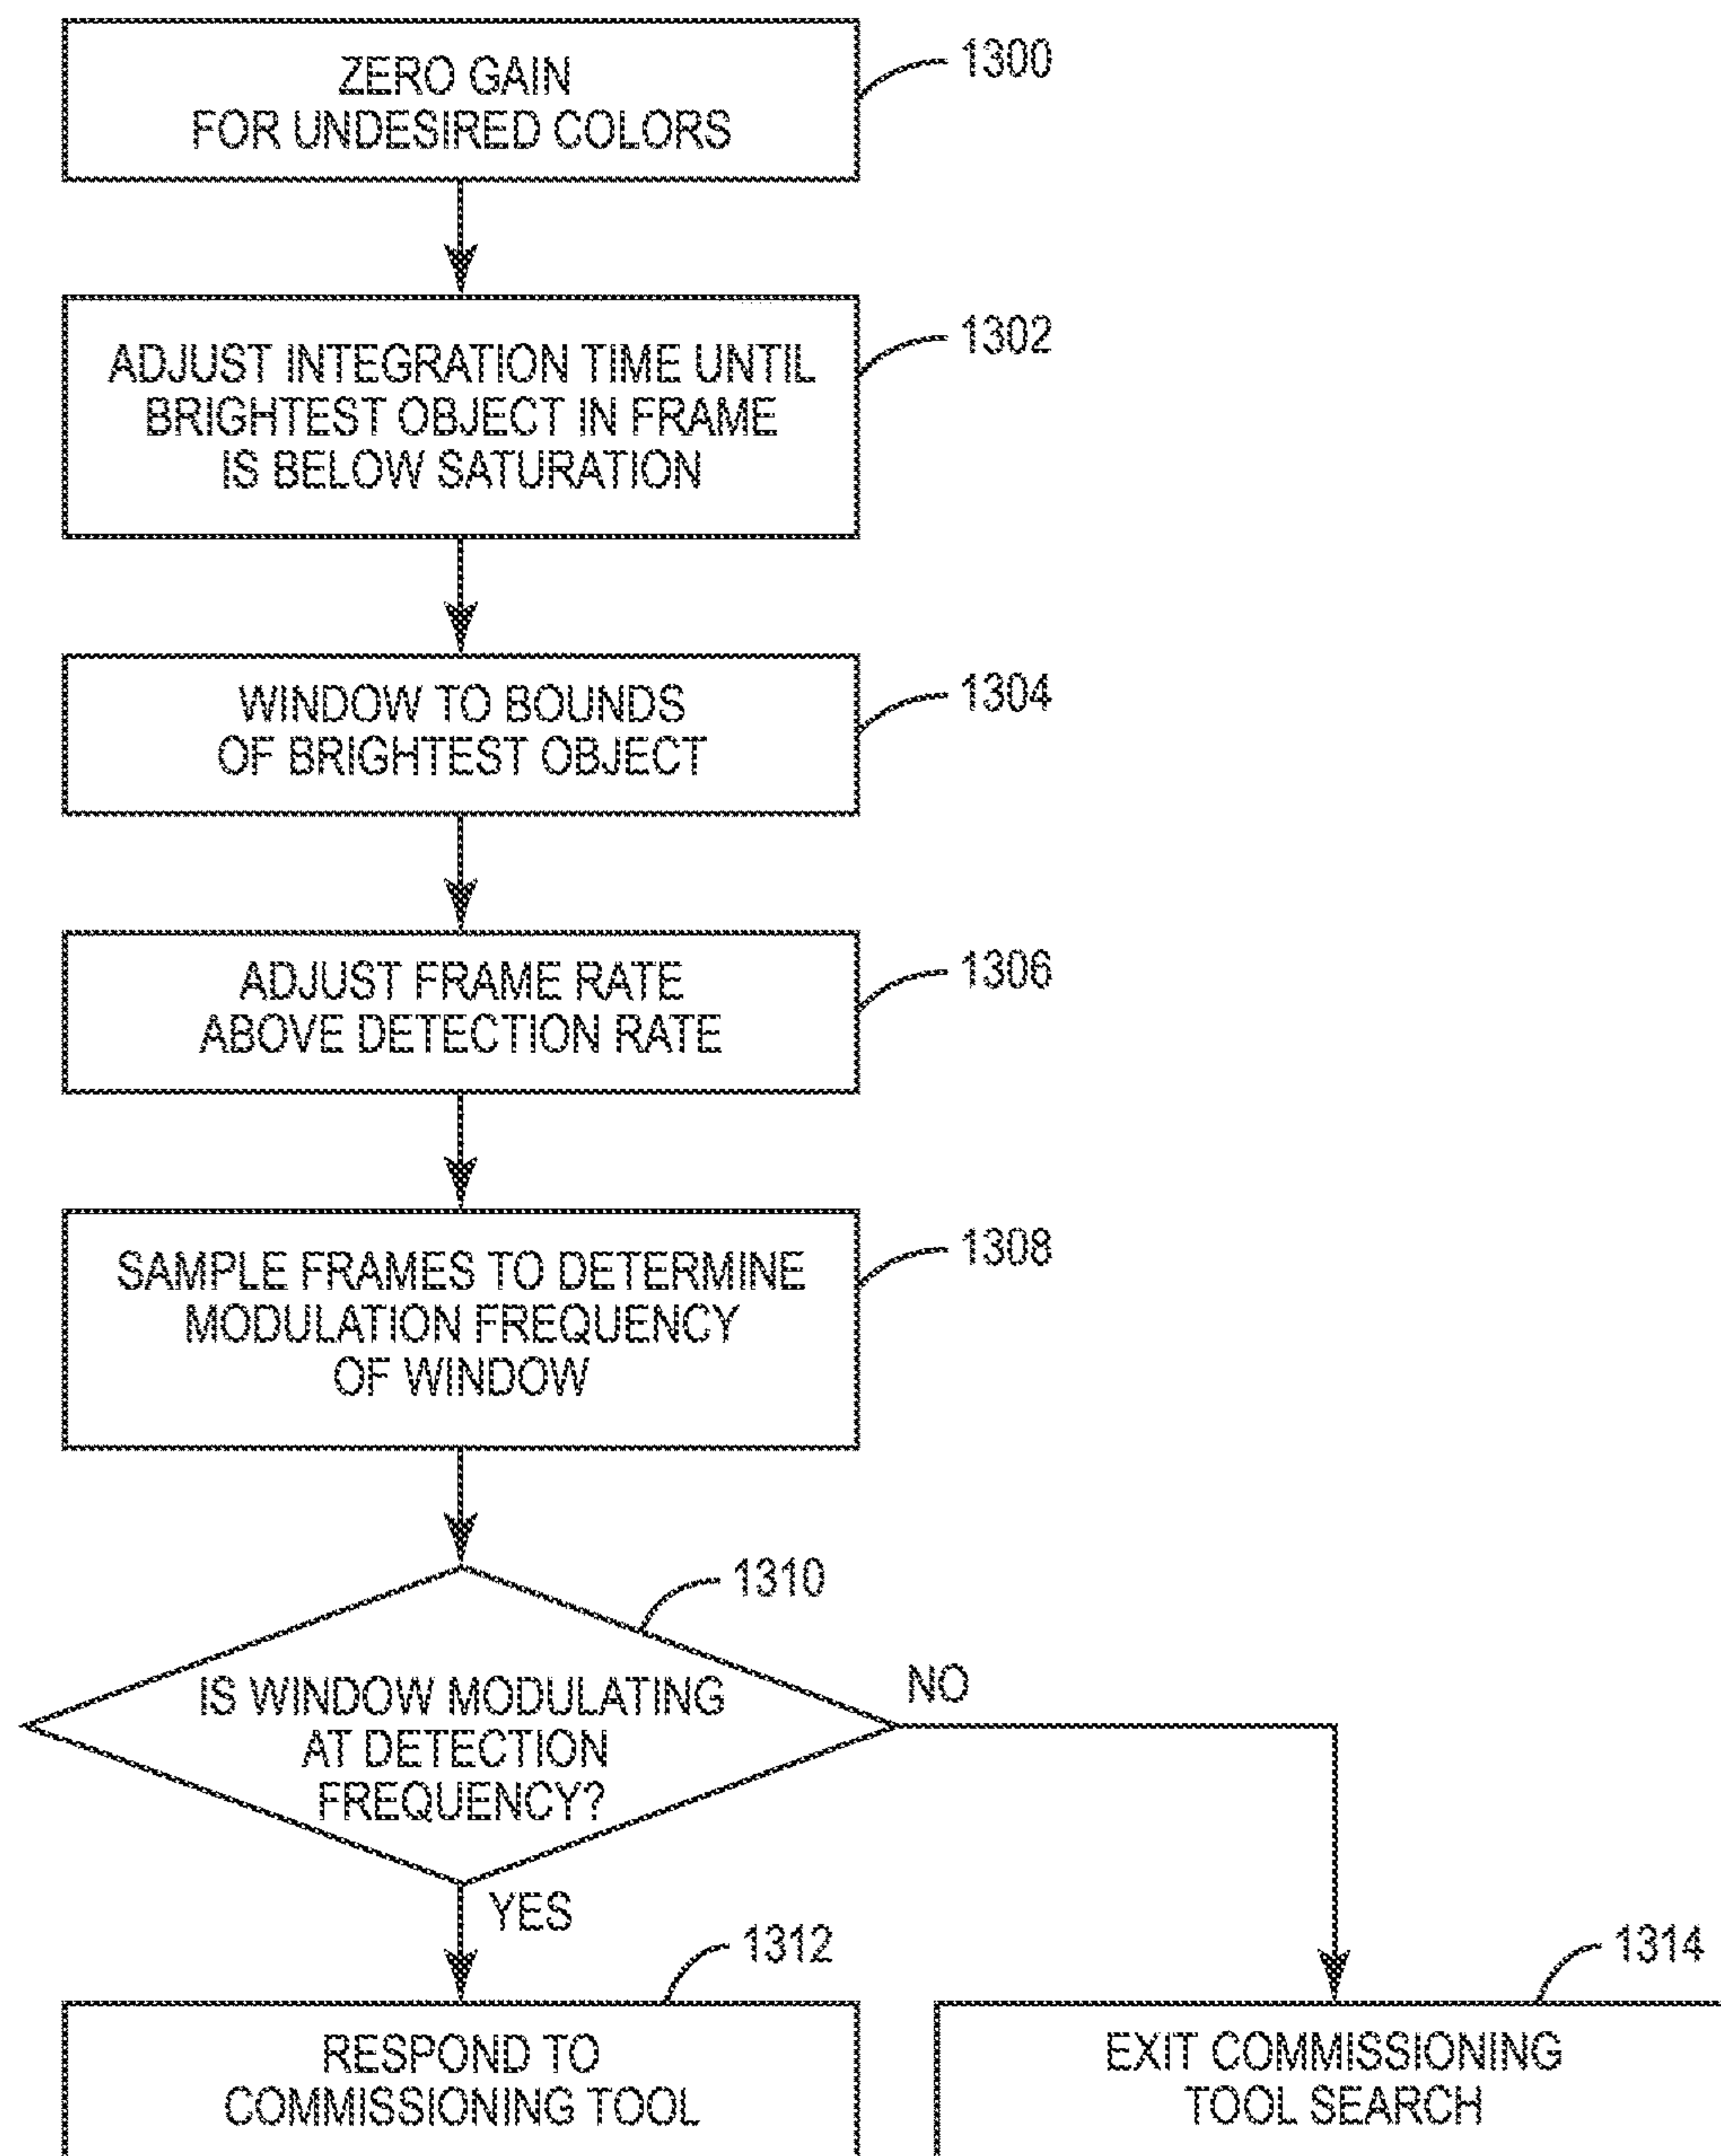 ZERO GAIN
FOR UNDESIRED COLORS
1300
ADJUST INTEGRATION TIME UNTIL
BRIGHTEST OBJECT IN FRAME
IS BELOW SATURATION
1302
WINDOW TO BOUNDS
OF BRIGHTEST OBJECT
1304
ADJUST FRAME RATE
ABOVE DETECTION RATE
1306
SAMPLE FRAMES TO DETERMINE
MODULATION FREQUENCY
OF WINDOW
1308
1310
IS WINDOW MODULATING
AT DETECTION
FREQUENCY?
NO
YES
1312
RESPOND TO
COMMISSIONING TOOL
1314
EXIT COMMISSIONING
TOOL SEARCH